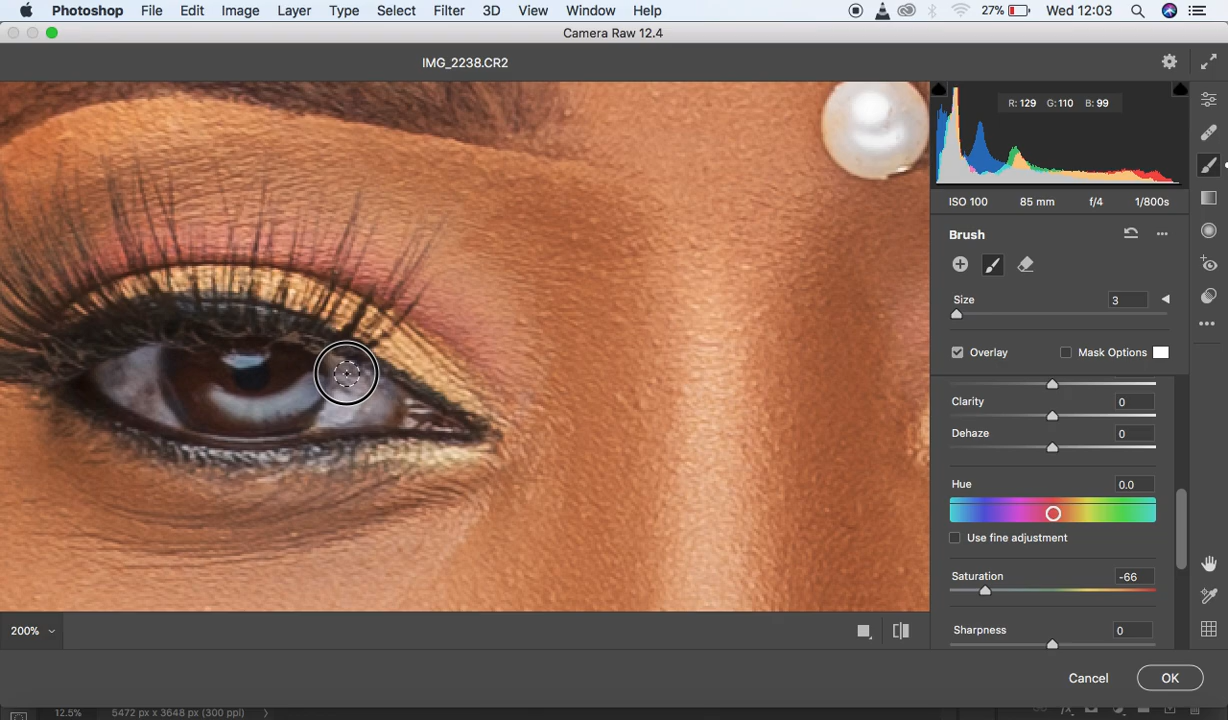 Photoshop File Edit Image Layer Type Select Filter 3D View Window Help 27% Wed 12:03
Camera Raw 12.4
IMG_2238.CR2
R: 129 G: 110 B: 99
ISO 100 85 mm f/4 1/800s
Brush
Size 3
Overlay Mask Options
Clarity 0
Dehaze 0
Hue 0.0
Use fine adjustment
Saturation -66
Sharpness 0
200%
Cancel OK
12.5% 5472 px x 3648 px (300 ppi)
fx